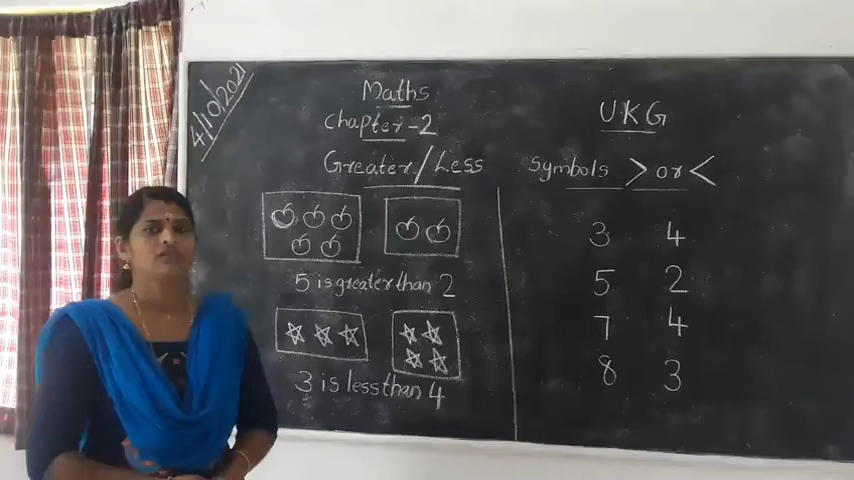 4/10/2021
Maths
Chapter-2
Greater/Less
5 is greater than 2
3 is less than 4
UKG
Symbols > or <
3 4
5 2
7 4
8 3